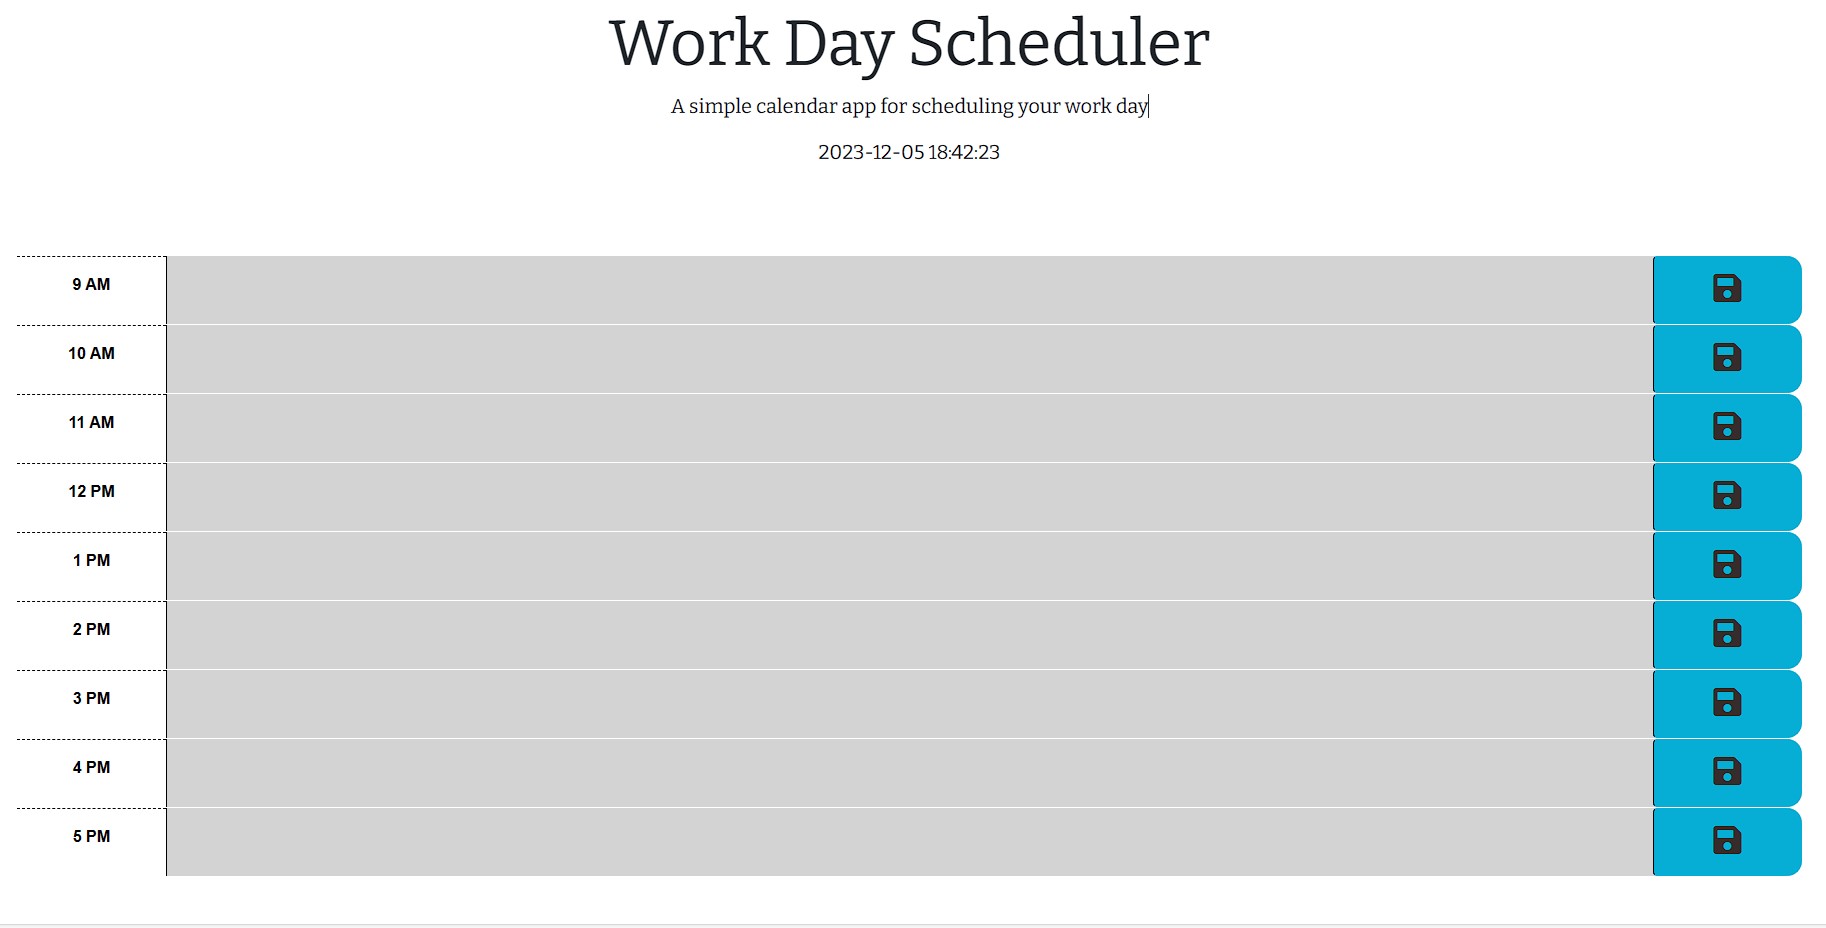 Work Day Scheduler
A simple calendar app for scheduling your work day
2023-12-05 18:42:23
9 AM
10 AM
11 AM
12 PM
1 PM
2 PM
3 PM
4 PM
5 PM